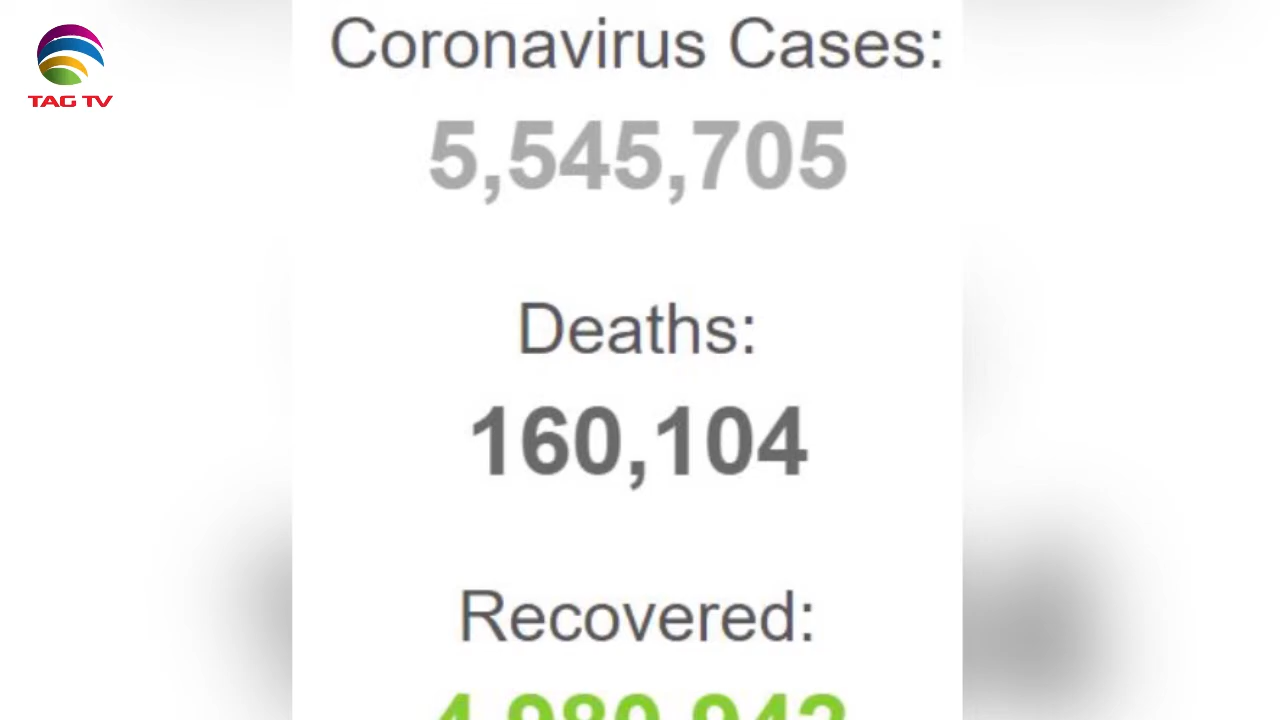 TAG TV
Coronavirus Cases:
5,545,705
Deaths:
160,104
Recovered: